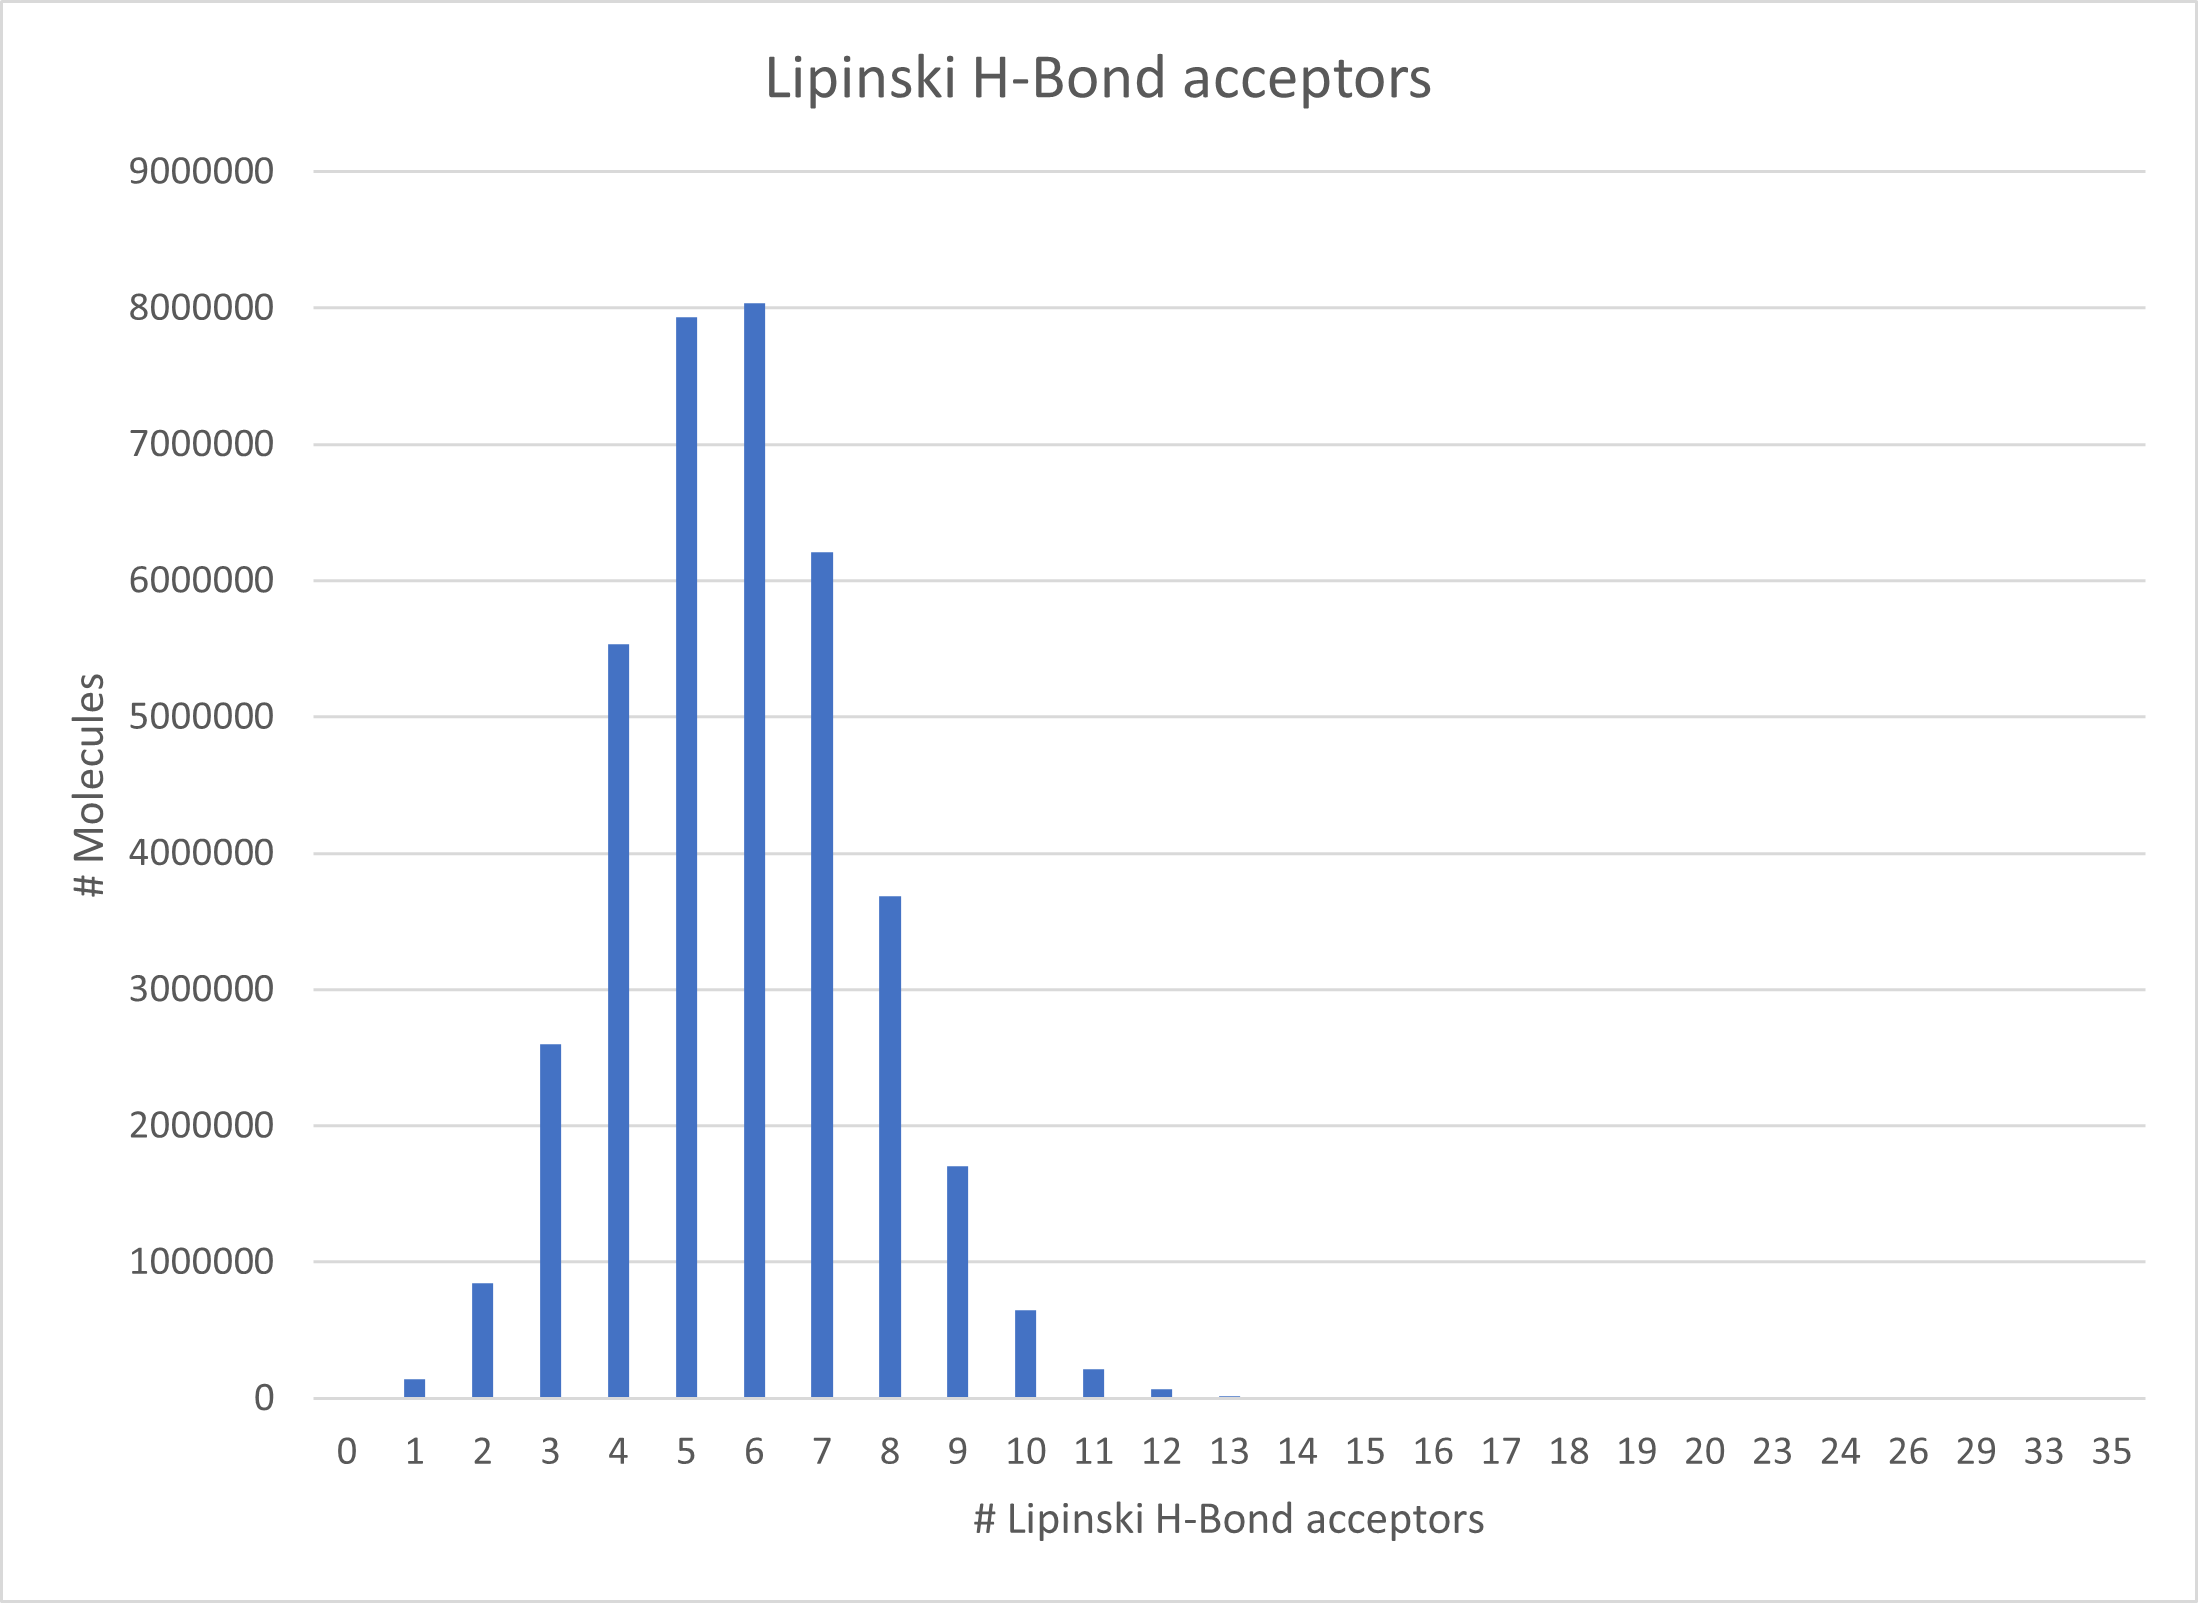 Lipinski H-Bond acceptors
9000000
8000000
7000000
6000000
5000000
4000000
3000000
2000000
1000000
0
# Molecules
0 1 2 3 4 5 6 7 8 9 10 11 12 13 14 15 16 17 18 19 20 23 24 26 29 33 35
# Lipinski H-Bond acceptors